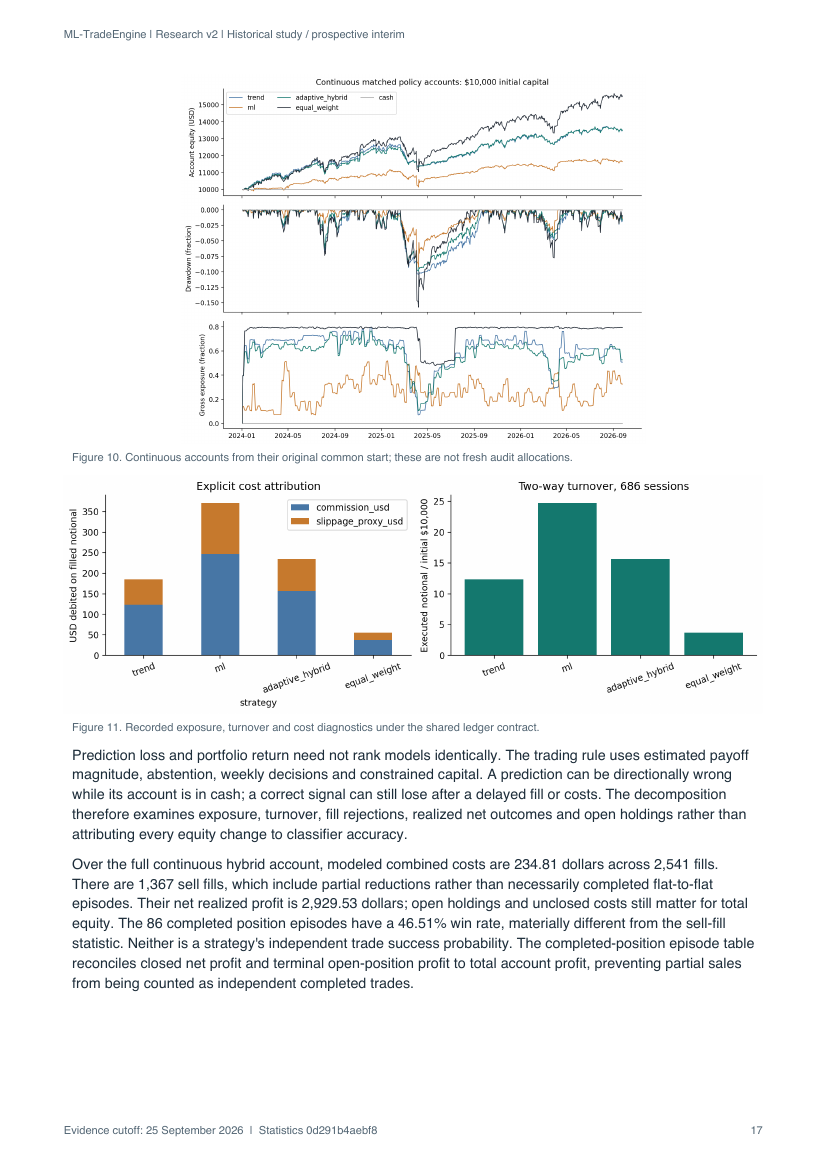 ML-TradeEngine | Research v2 | Historical study / prospective interim
Continuous matched policy accounts: $10,000 initial capital
trend
ml
adaptive_hybrid
equal_weight
cash
Account equity (USD)
15000
14000
13000
12000
11000
10000
Drawdown (fraction)
0.000
−0.025
−0.050
−0.075
−0.100
−0.125
−0.150
Gross exposure (fraction)
0.8
0.6
0.4
0.2
0.0
2024-01 2024-05 2024-09 2025-01 2025-05 2025-09 2026-01 2026-05 2026-09
Figure 10. Continuous accounts from their original common start; these are not fresh audit allocations.
Explicit cost attribution
USD debited on filled notional
350
300
250
200
150
100
50
0
commission_usd
slippage_proxy_usd
trend ml adaptive_hybrid equal_weight
strategy
Two-way turnover, 686 sessions
Executed notional / initial $10,000
25
20
15
10
5
0
trend ml adaptive_hybrid equal_weight
Figure 11. Recorded exposure, turnover and cost diagnostics under the shared ledger contract.
Prediction loss and portfolio return need not rank models identically. The trading rule uses estimated payoff
magnitude, abstention, weekly decisions and constrained capital. A prediction can be directionally wrong
while its account is in cash; a correct signal can still lose after a delayed fill or costs. The decomposition
therefore examines exposure, turnover, fill rejections, realized net outcomes and open holdings rather than
attributing every equity change to classifier accuracy.
Over the full continuous hybrid account, modeled combined costs are 234.81 dollars across 2,541 fills.
There are 1,367 sell fills, which include partial reductions rather than necessarily completed flat-to-flat
episodes. Their net realized profit is 2,929.53 dollars; open holdings and unclosed costs still matter for total
equity. The 86 completed position episodes have a 46.51% win rate, materially different from the sell-fill
statistic. Neither is a strategy's independent trade success probability. The completed-position episode table
reconciles closed net profit and terminal open-position profit to total account profit, preventing partial sales
from being counted as independent completed trades.
Evidence cutoff: 25 September 2026 | Statistics 0d291b4aebf8
17